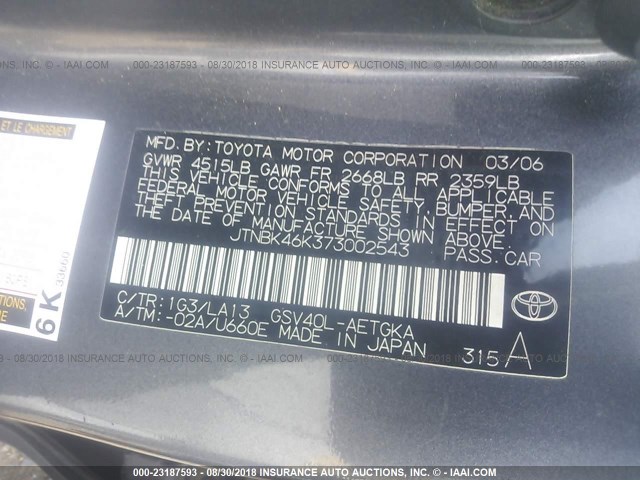 000-23187593 - 08/30/2018 INSURANCE AUTO AUCTIONS, INC. - © - IAAI.COM
ET LE CHARGEMENT
MFD. BY: TOYOTA MOTOR CORPORATION 03/06
GVWR 4515LB GAWR FR 2668LB RR 2359LB
THIS VEHICLE CONFORMS TO ALL APPLICABLE
FEDERAL MOTOR VEHICLE SAFETY, BUMPER, AND
THEFT PREVENTION STANDARDS IN EFFECT ON
THE DATE OF MANUFACTURE SHOWN ABOVE.
JTNBK46K373002543 PASS.CAR
C/TR: 1G3/LA13 GSV40L-AETGKA
A/TM: -02A/U660E MADE IN JAPAN 315 A
6K 33660
000-23187593 - 08/30/2018 INSURANCE AUTO AUCTIONS, INC. - © - IAAI.COM